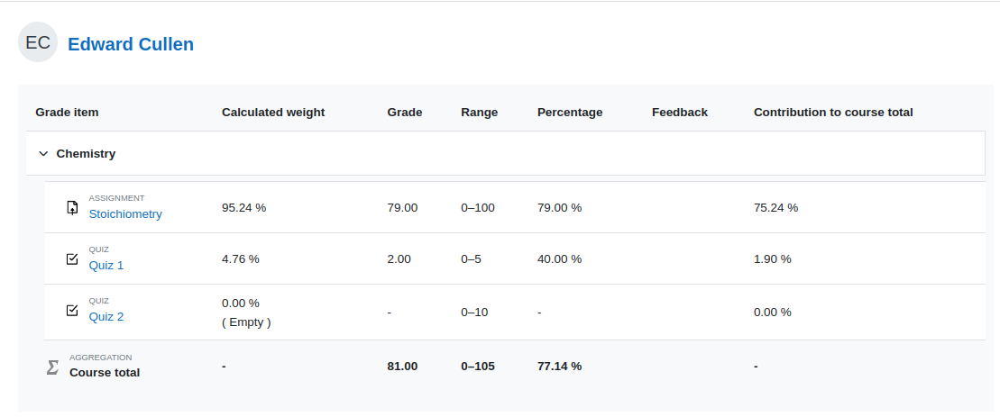 EC Edward Cullen
Grade item Calculated weight Grade Range Percentage Feedback Contribution to course total
Chemistry
ASSIGNMENT
Stoichiometry 95.24 % 79.00 0–100 79.00 % 75.24 %
QUIZ
Quiz 1 4.76 % 2.00 0–5 40.00 % 1.90 %
QUIZ
Quiz 2 0.00 % - 0–10 - 0.00 %
( Empty )
AGGREGATION
Course total - 81.00 0–105 77.14 % -